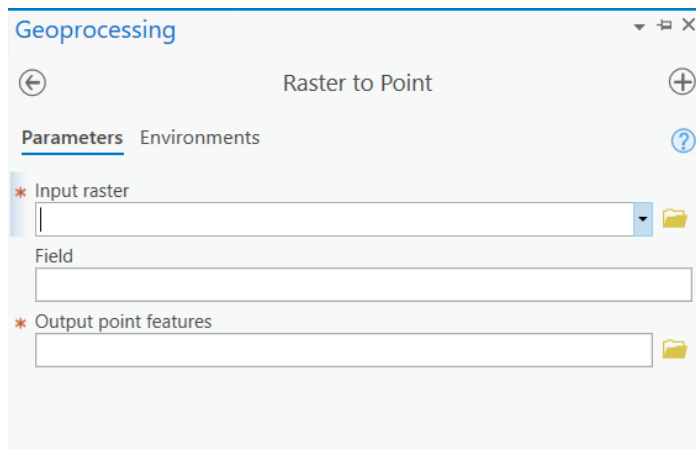 Geoprocessing
Raster to Point
Parameters Environments
* Input raster
Field
* Output point features